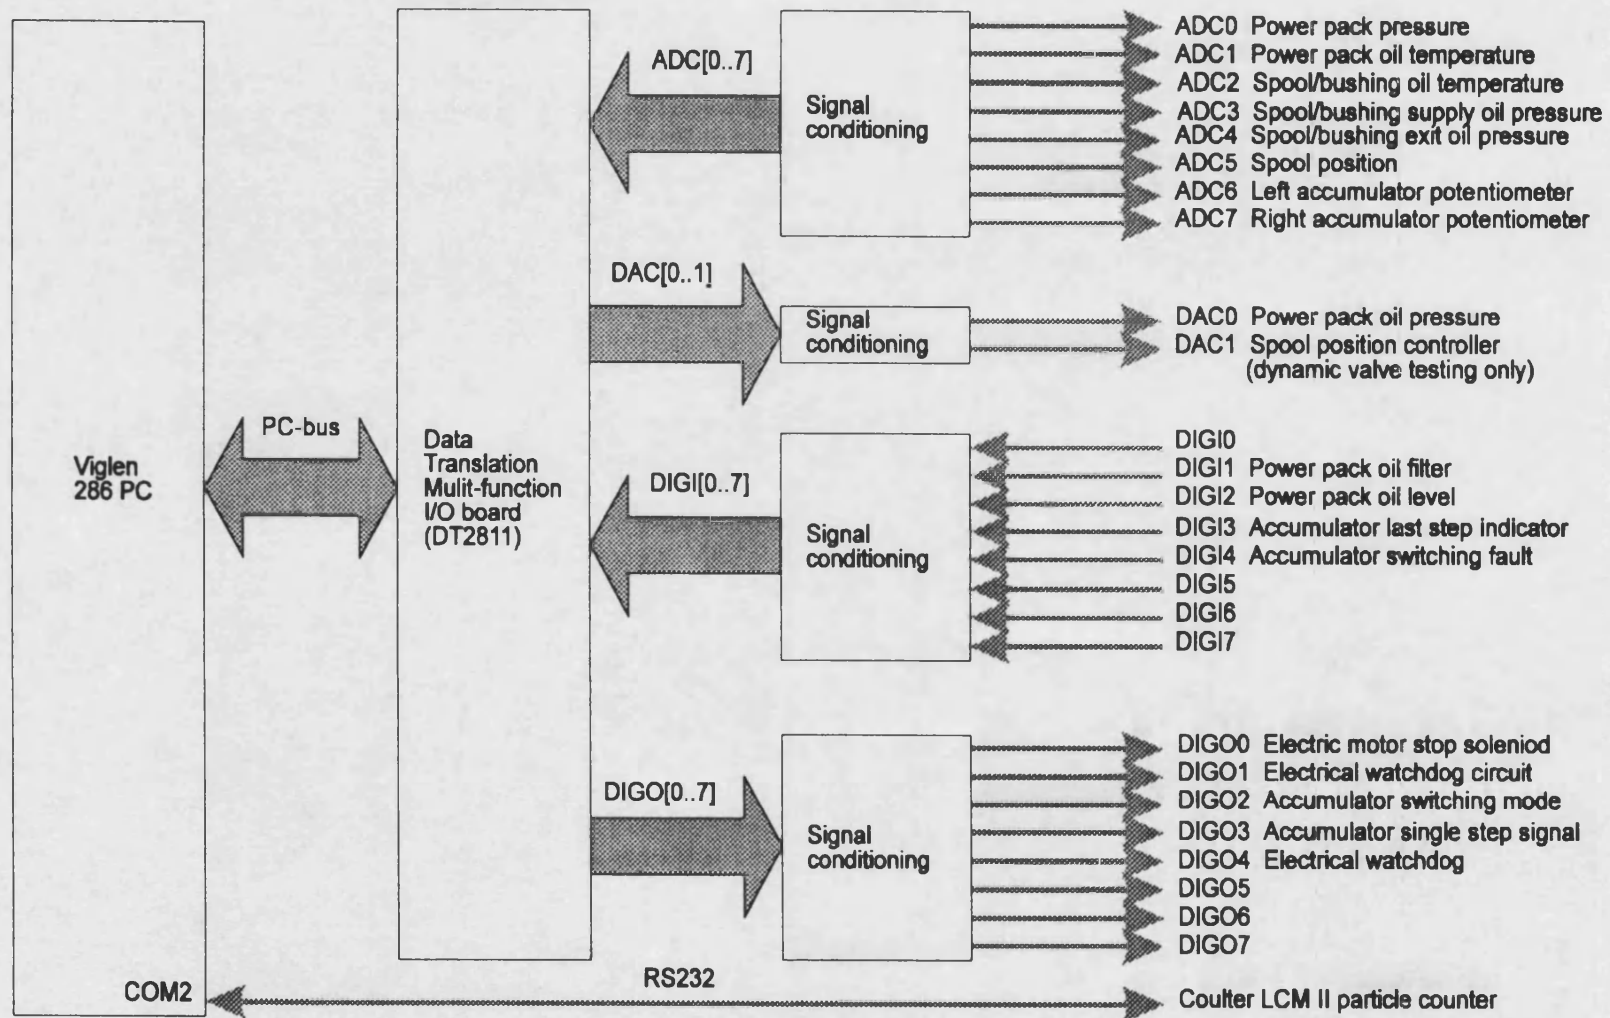 Viglen
286 PC
COM2
PC-bus
Data
Translation
Mulit-function
I/O board
(DT2811)
ADC[0..7]
Signal
conditioning
ADC0 Power pack pressure
ADC1 Power pack oil temperature
ADC2 Spool/bushing oil temperature
ADC3 Spool/bushing supply oil pressure
ADC4 Spool/bushing exit oil pressure
ADC5 Spool position
ADC6 Left accumulator potentiometer
ADC7 Right accumulator potentiometer
DAC[0..1]
Signal
conditioning
DAC0 Power pack oil pressure
DAC1 Spool position controller
(dynamic valve testing only)
DIGI[0..7]
Signal
conditioning
DIGI0
DIGI1 Power pack oil filter
DIGI2 Power pack oil level
DIGI3 Accumulator last step indicator
DIGI4 Accumulator switching fault
DIGI5
DIGI6
DIGI7
DIGO[0..7]
Signal
conditioning
DIGO0 Electric motor stop soleniod
DIGO1 Electrical watchdog circuit
DIGO2 Accumulator switching mode
DIGO3 Accumulator single step signal
DIGO4 Electrical watchdog
DIGO5
DIGO6
DIGO7
RS232
Coulter LCM II particle counter